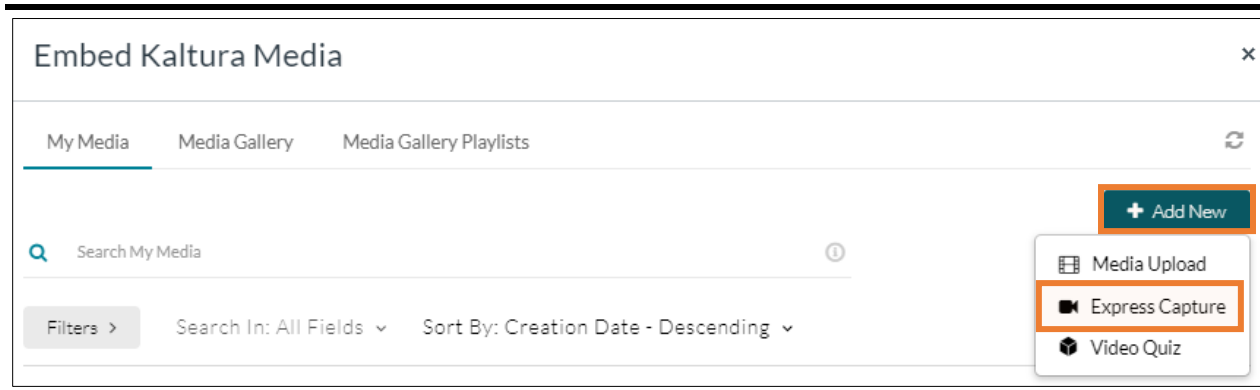 Embed Kaltura Media
×
My Media Media Gallery Media Gallery Playlists
+ Add New
Search My Media
Media Upload
Express Capture
Video Quiz
Filters > Search In: All Fields Sort By: Creation Date - Descending